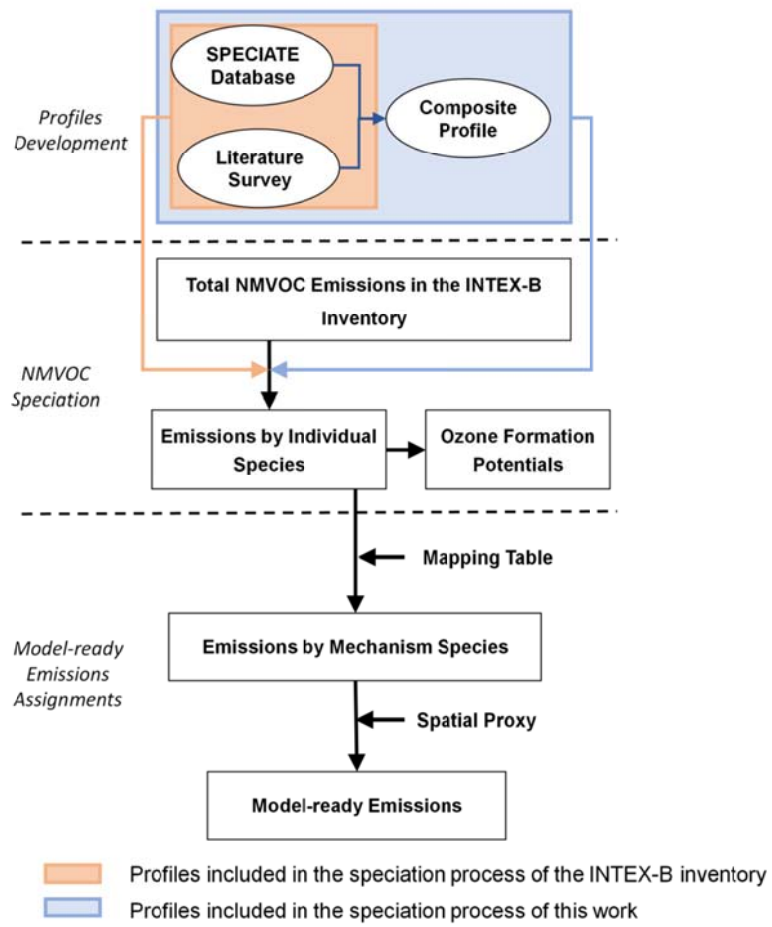 SPECIATE
Database
Composite
Profile
Literature
Survey
Profiles
Development
Total NMVOC Emissions in the INTEX-B
Inventory
NMVOC
Speciation
Emissions by Individual
Species
Ozone Formation
Potentials
Mapping Table
Emissions by Mechanism Species
Model-ready
Emissions
Assignments
Spatial Proxy
Model-ready Emissions
Profiles included in the speciation process of the INTEX-B inventory
Profiles included in the speciation process of this work